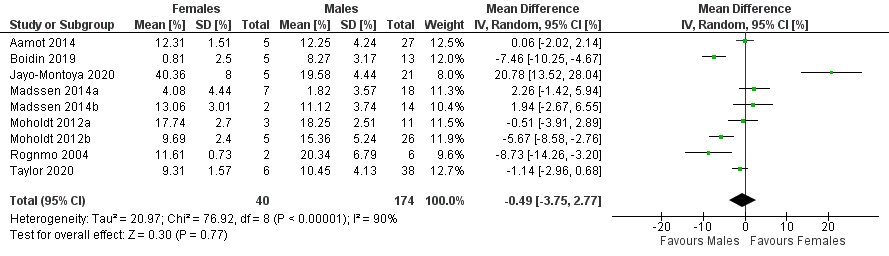 Females Males Mean Difference Mean Difference
Study or Subgroup Mean [%] SD [%] Total Mean [%] SD [%] Total Weight IV, Random, 95% CI [%] IV, Random, 95% CI [%]
Aamot 2014 12.31 1.51 5 12.25 4.24 27 12.5% 0.06 [-2.02, 2.14]
Boidin 2019 0.81 2.5 5 8.27 3.17 13 12.0% -7.46 [-10.25, -4.67]
Jayo-Montoya 2020 40.36 8 5 19.58 4.44 21 8.0% 20.78 [13.52, 28.04]
Madssen 2014a 4.08 4.44 7 1.82 3.57 18 11.5% 2.26 [-1.42, 5.94]
Madssen 2014b 13.06 3.01 2 11.12 3.74 14 10.8% 1.94 [-2.67, 6.55]
Moholdt 2012a 17.74 2.7 3 18.25 2.51 11 11.6% -0.51 [-3.91, 2.89]
Moholdt 2012b 9.69 2.4 5 15.36 5.24 26 11.9% -5.67 [-8.58, -2.76]
Rognmo 2004 11.61 0.73 2 20.34 6.79 6 9.6% -8.73 [-14.26, -3.20]
Taylor 2020 9.31 1.57 6 10.45 4.13 38 12.2% -1.14 [-2.96, 0.68]
Total (95% CI) 40 174 100.0% -0.49 [-3.75, 2.77]
Heterogeneity: Tau² = 20.97; Chi² = 76.92, df = 8 (P < 0.00001); I² = 90%
Test for overall effect: Z = 0.30 (P = 0.77)
-20 -10 0 10 20
Favours Males Favours Females